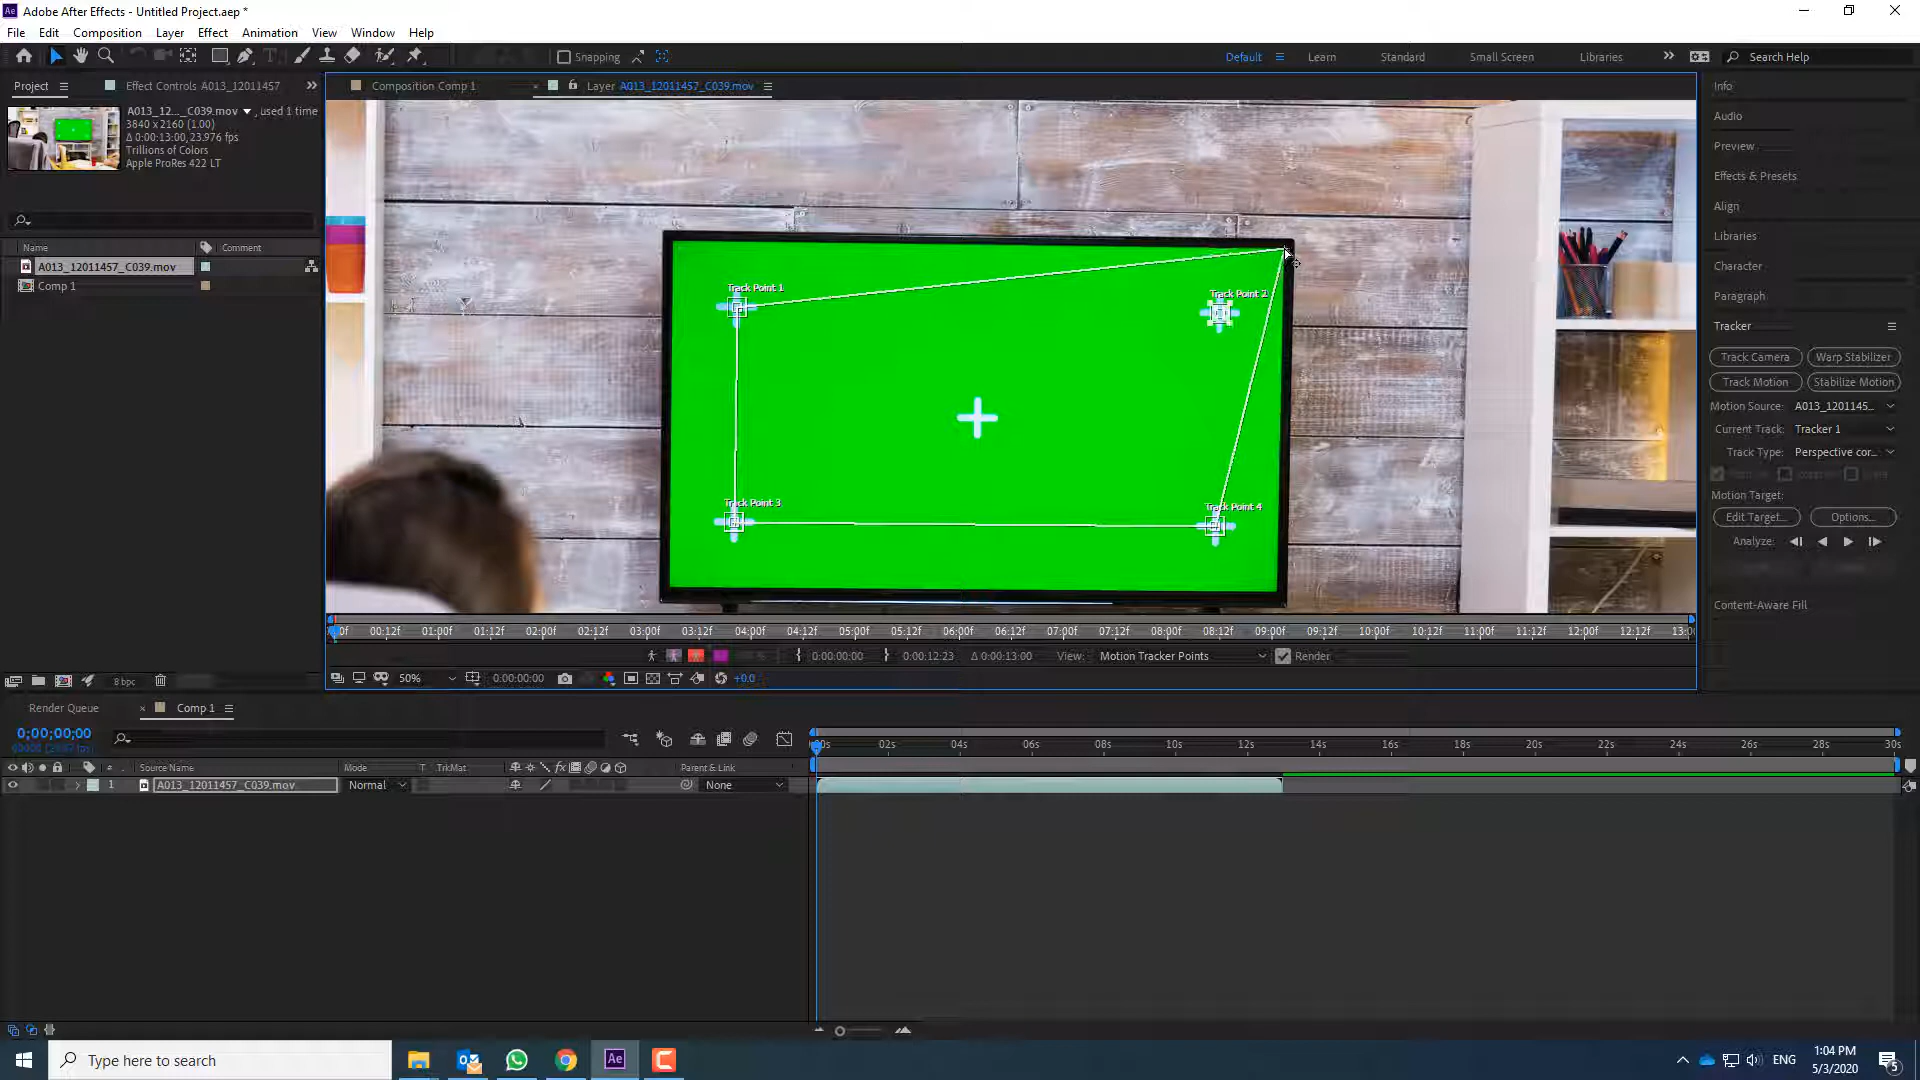 Adobe After Effects - Untitled Project.aep *
File Edit Composition Layer Effect Animation View Window Help
Snapping
Default Learn Standard Small Screen Libraries
Search Help
Project
Effect Controls A013_12011457
Composition Comp 1
Layer A013_12011457_C039.mov
A013_12..._C039.mov , used 1 time
3840 x 2160 (1.00)
Δ 0:00:13:00, 23.976 fps
Trillions of Colors
Apple ProRes 422 LT
Name Comment
A013_12011457_C039.mov
Comp 1
8 bpc
Track Point 1
Track Point 2
Track Point 3
Track Point 4
00:12f 01:00f 01:12f 02:00f 02:12f 03:00f 03:12f 04:00f 04:12f 05:00f 05:12f 06:00f 06:12f 07:00f 07:12f 08:00f 08:12f 09:00f 09:12f 10:00f 10:12f 11:00f 11:12f 12:00f 12:12f
0:00:00:00 0:00:12:23 Δ 0:00:13:00 View: Motion Tracker Points Render
50% 0:00:00:00 +0.0
Info
Audio
Preview
Effects & Presets
Align
Libraries
Character
Paragraph
Tracker
Track Camera Warp Stabilizer
Track Motion Stabilize Motion
Motion Source: A013_1201145...
Current Track: Tracker 1
Track Type: Perspective cor...
Motion Target:
Edit Target... Options...
Analyze:
Content-Aware Fill
Render Queue
Comp 1
0;00;00;00
02s 04s 06s 08s 10s 12s 14s 16s 18s 20s 22s 24s 26s 28s 30s
# Source Name Mode T TrkMat Parent & Link
1 A013_12011457_C039.mov Normal None
Type here to search
Ae
ENG
1:04 PM
5/3/2020
5